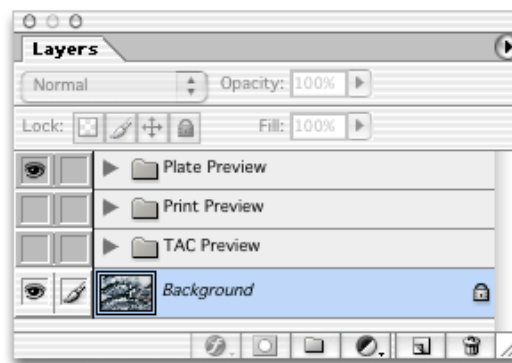 Layers
Normal Opacity: 100%
Lock: Fill: 100%
Plate Preview
Print Preview
TAC Preview
Background